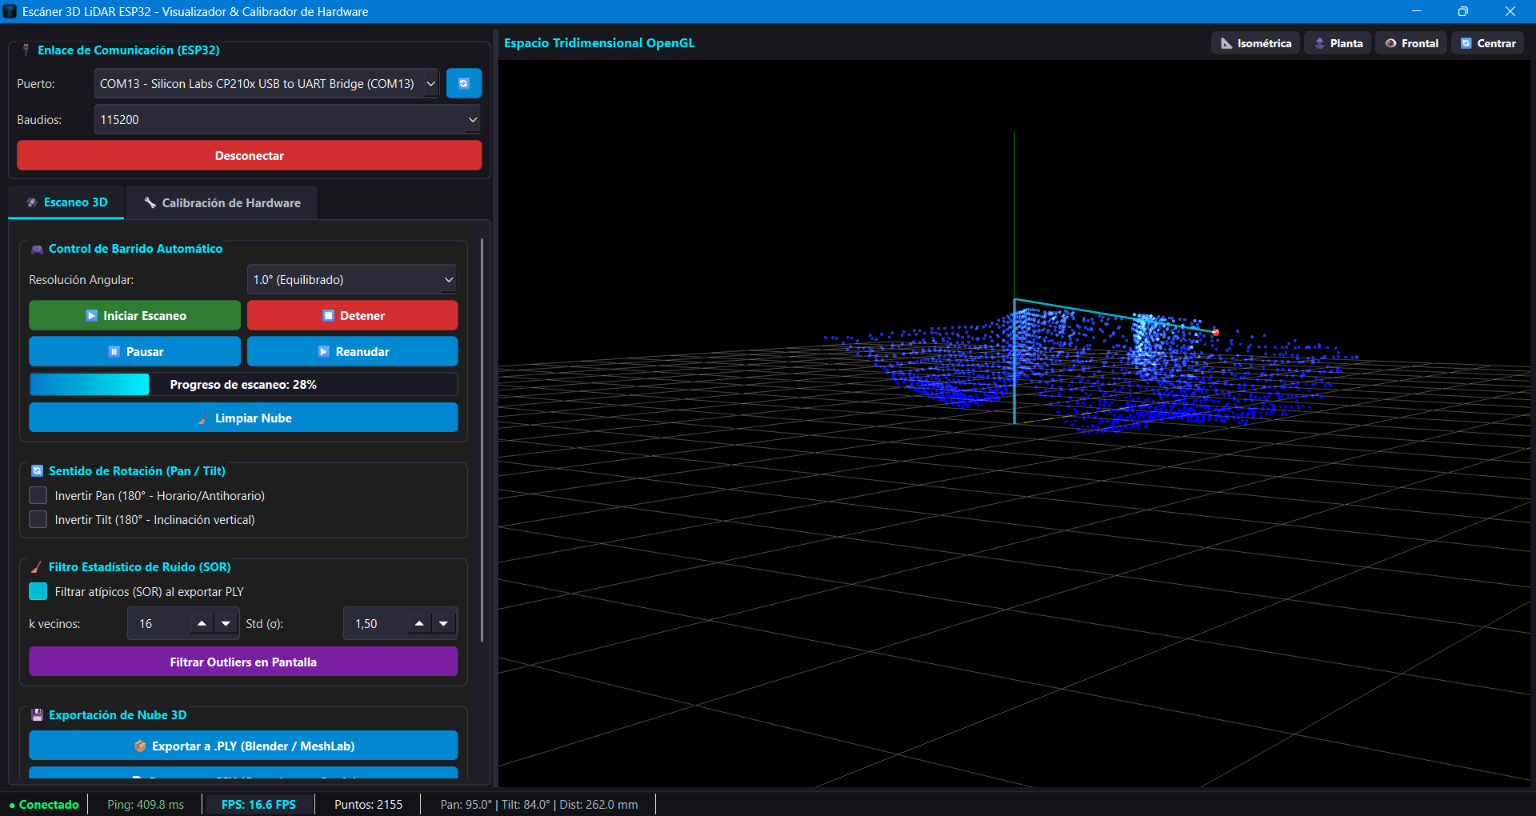 Escáner 3D LiDAR ESP32 - Visualizador & Calibrador de Hardware
Enlace de Comunicación (ESP32)
Puerto: COM13 - Silicon Labs CP210x USB to UART Bridge (COM13)
Baudios: 115200
Desconectar
Escaneo 3D Calibración de Hardware
Control de Barrido Automático
Resolución Angular: 1.0° (Equilibrado)
Iniciar Escaneo Detener
Pausar Reanudar
Progreso de escaneo: 28%
Limpiar Nube
Sentido de Rotación (Pan / Tilt)
Invertir Pan (180° - Horario/Antihorario)
Invertir Tilt (180° - Inclinación vertical)
Filtro Estadístico de Ruido (SOR)
Filtrar atípicos (SOR) al exportar PLY
k vecinos: 16 Std (σ): 1,50
Filtrar Outliers en Pantalla
Exportación de Nube 3D
Exportar a .PLY (Blender / MeshLab)
Espacio Tridimensional OpenGL
Isométrica Planta Frontal Centrar
Conectado Ping: 409.8 ms FPS: 16.6 FPS Puntos: 2155 Pan: 95.0° | Tilt: 84.0° | Dist: 262.0 mm